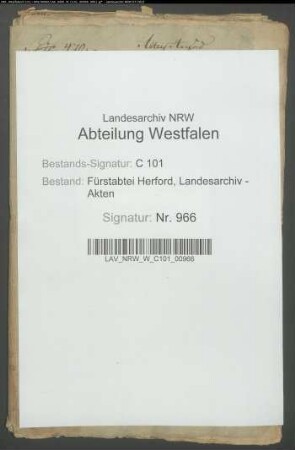 Landesarchiv NRW
Abteilung Westfalen
Bestands-Signatur: C 101
Bestand: Fürstabtei Herford, Landesarchiv -
Akten
Signatur: Nr. 966
LAV_NRW_W_C101_00966